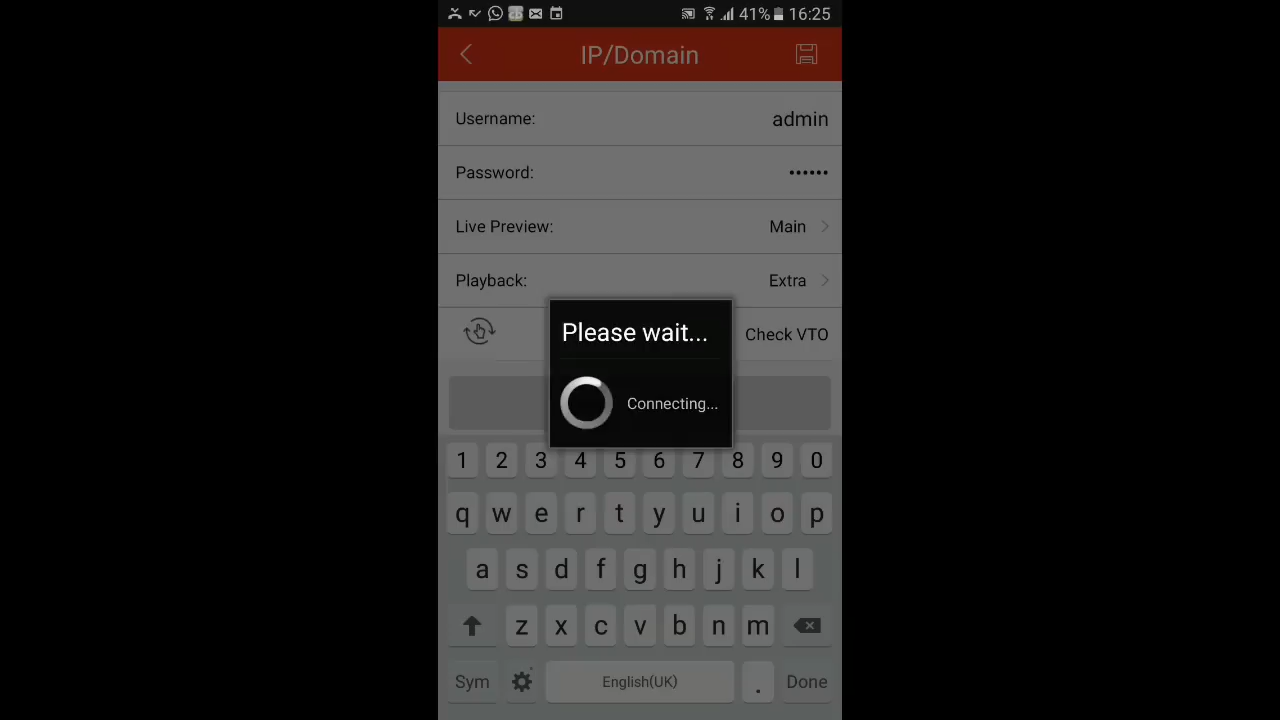 41% 16:25
IP/Domain
Username: admin
Password: ••••••
Live Preview: Main
Playback: Extra
Check VTO
Please wait...
Connecting...
1 2 3 4 5 6 7 8 9 0
q w e r t y u i o p
a s d f g h j k l
z x c v b n m
Sym English(UK) . Done